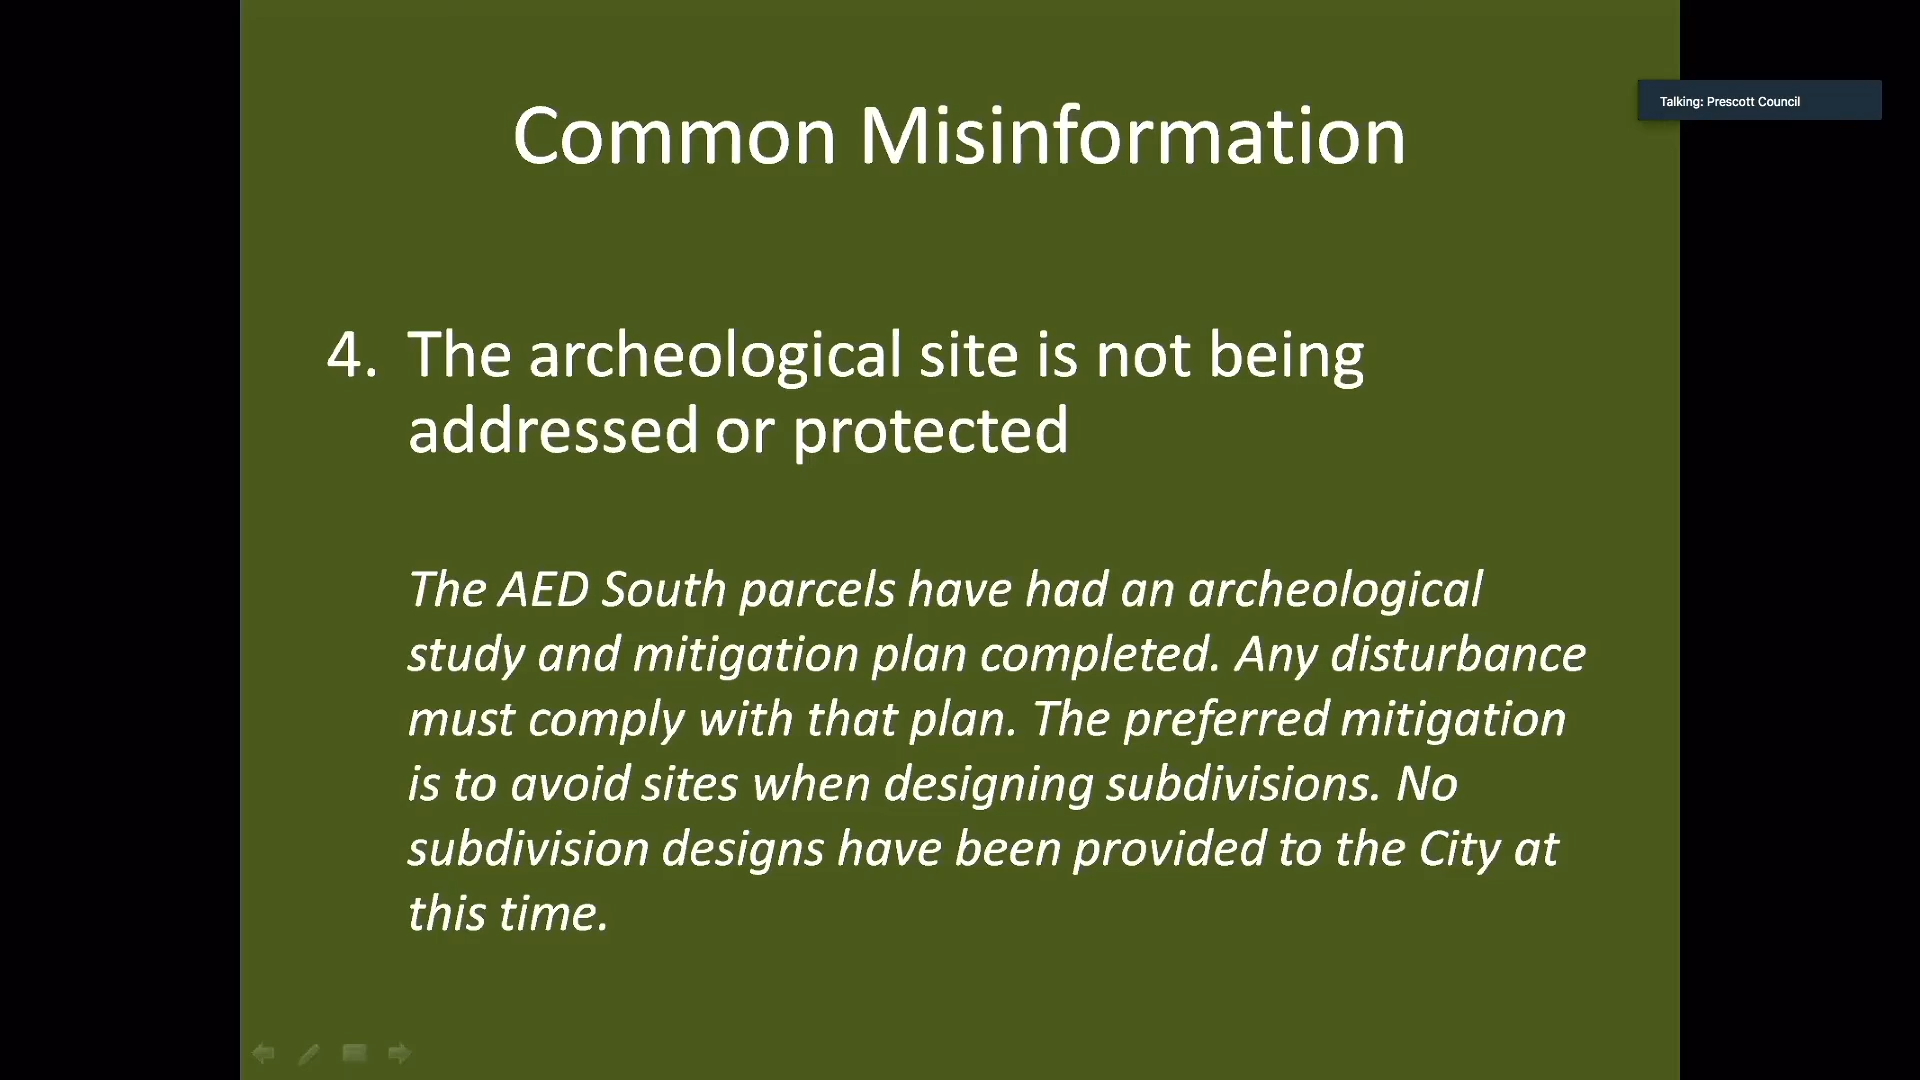 Common Misinformation
Talking: Prescott Council
4. The archeological site is not being
addressed or protected
The AED South parcels have had an archeological
study and mitigation plan completed. Any disturbance
must comply with that plan. The preferred mitigation
is to avoid sites when designing subdivisions. No
subdivision designs have been provided to the City at
this time.